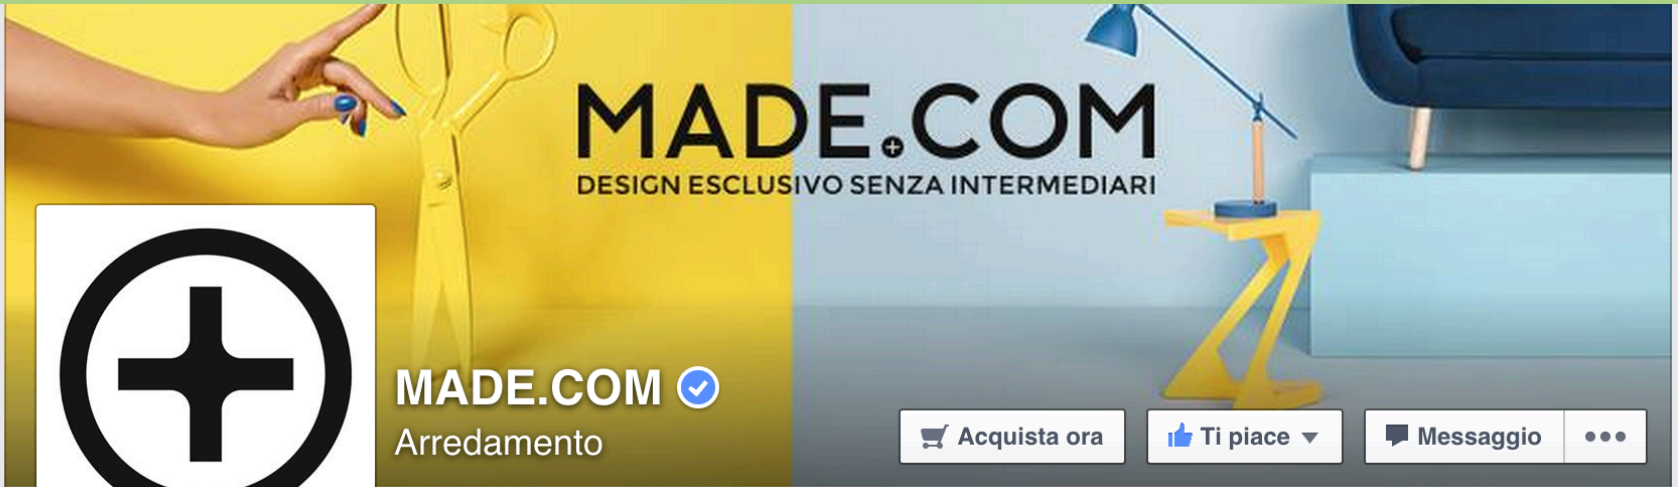 MADE.COM
DESIGN ESCLUSIVO SENZA INTERMEDIARI
MADE.COM
Arredamento
Acquista ora
Ti piace
Messaggio